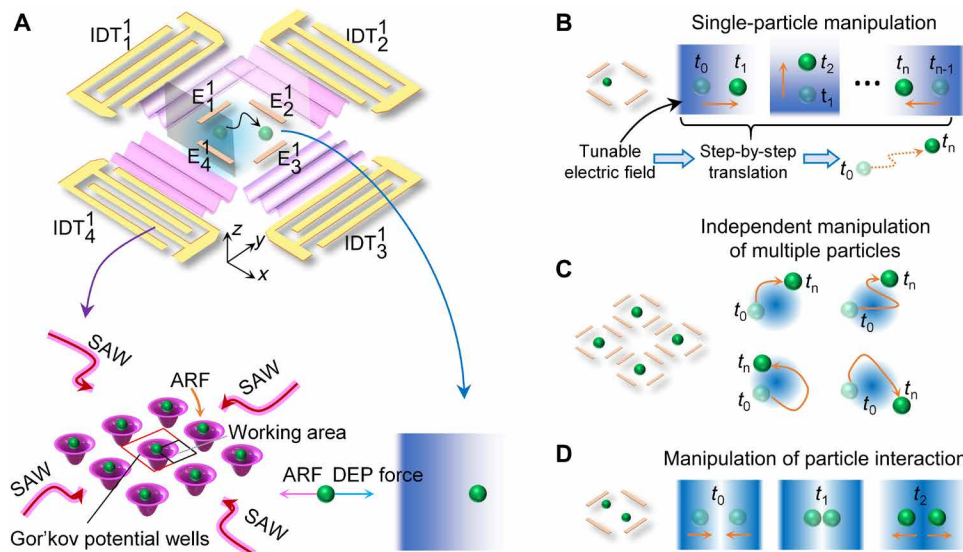 A
IDT₁¹
IDT₂¹
E₁¹
E₂¹
E₄¹
E₃¹
IDT₄¹
IDT₃¹
z
y
x
SAW
ARF
SAW
Working area
SAW
ARF
DEP force
SAW
Gor'kov potential wells
B
Single-particle manipulation
t₀
t₁
t₂
t₁
...
tₙ
tₙ₋₁
Tunable
electric field
Step-by-step
translation
t₀
tₙ
C
Independent manipulation
of multiple particles
t₀
tₙ
t₀
tₙ
tₙ
t₀
t₀
tₙ
D
Manipulation of particle interaction
t₀
t₁
t₂